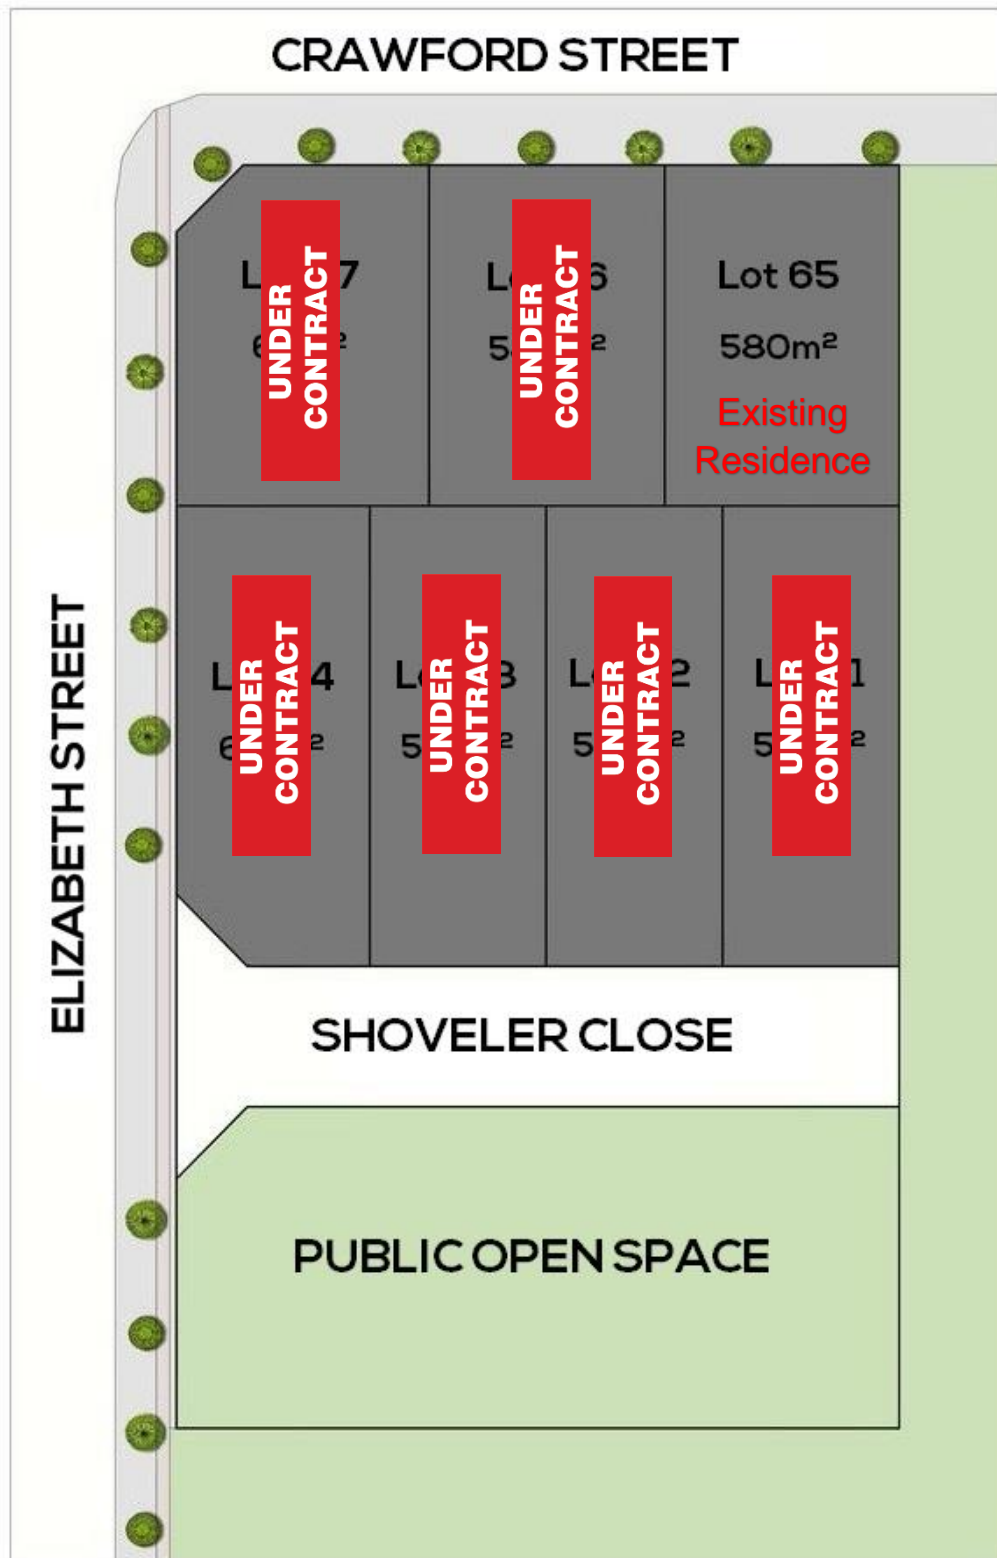 CRAWFORD STREET
UNDER
CONTRACT
UNDER
CONTRACT
Lot 65
580m²
Existing
Residence
ELIZABETH STREET
UNDER
CONTRACT
UNDER
CONTRACT
UNDER
CONTRACT
UNDER
CONTRACT
SHOVELER CLOSE
PUBLIC OPEN SPACE